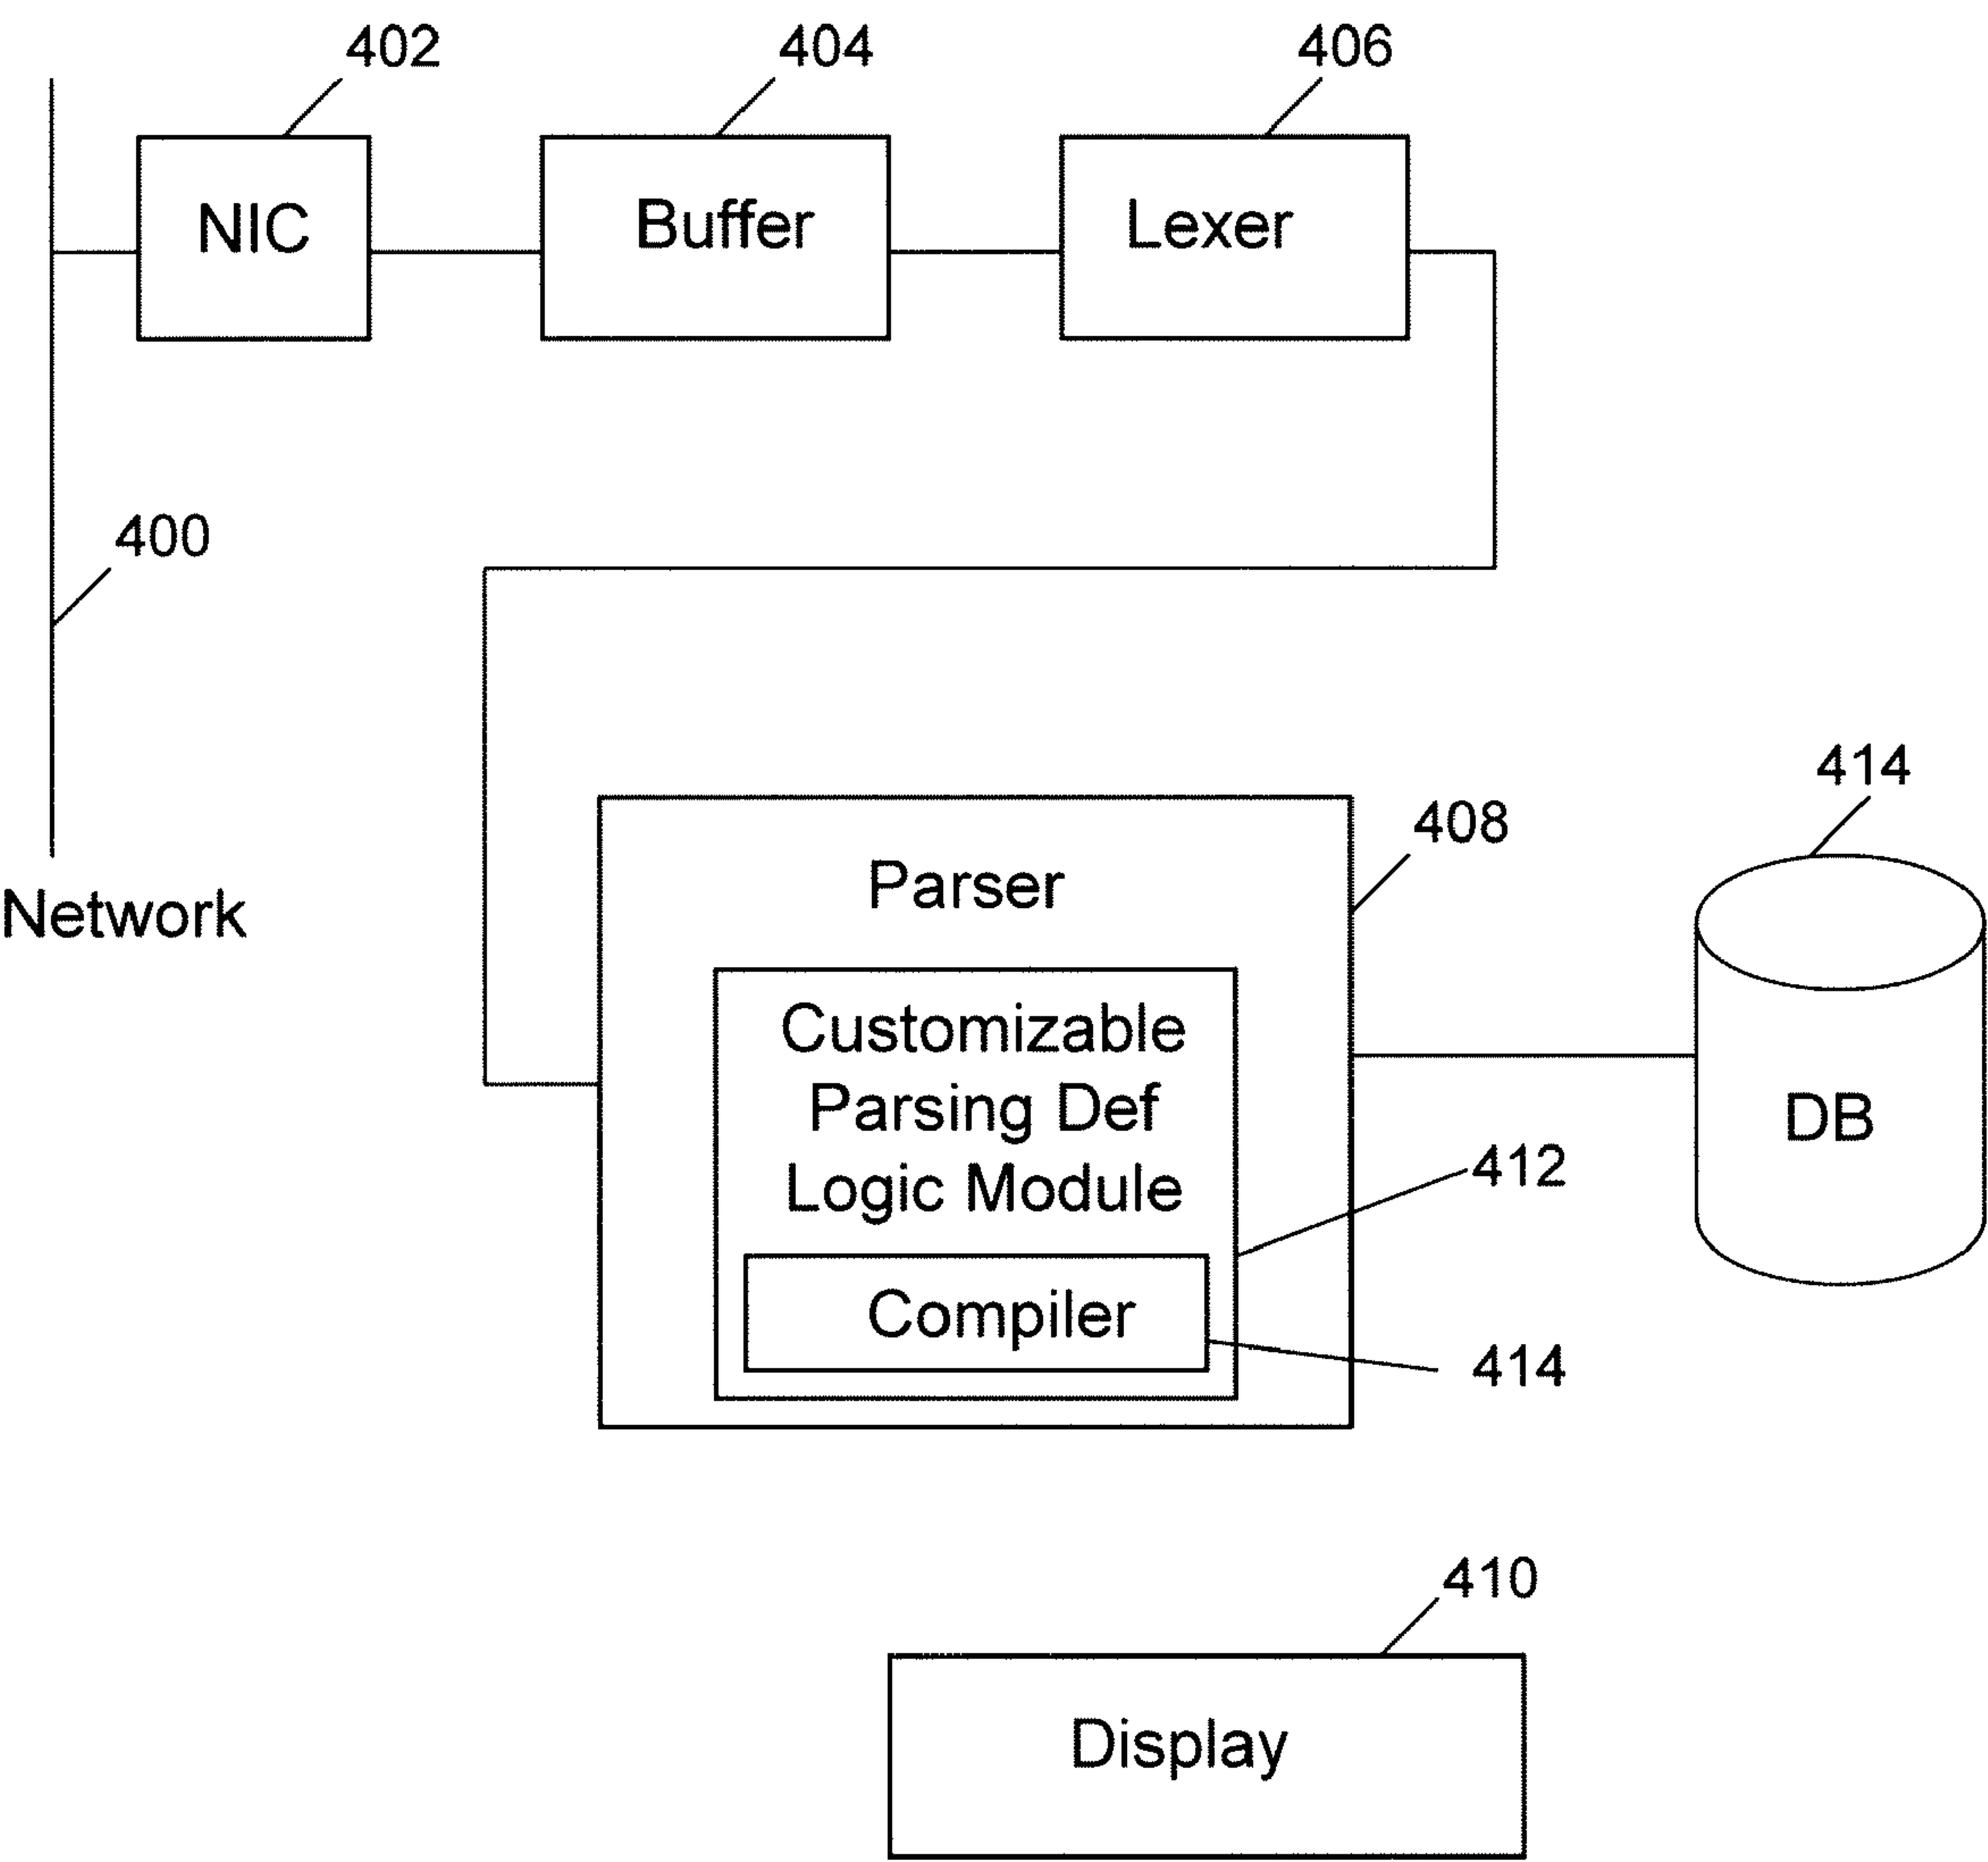 402
404
406
NIC
Buffer
Lexer
400
414
408
Parser
Network
Customizable
Parsing Def
Logic Module
DB
412
Compiler
414
410
Display